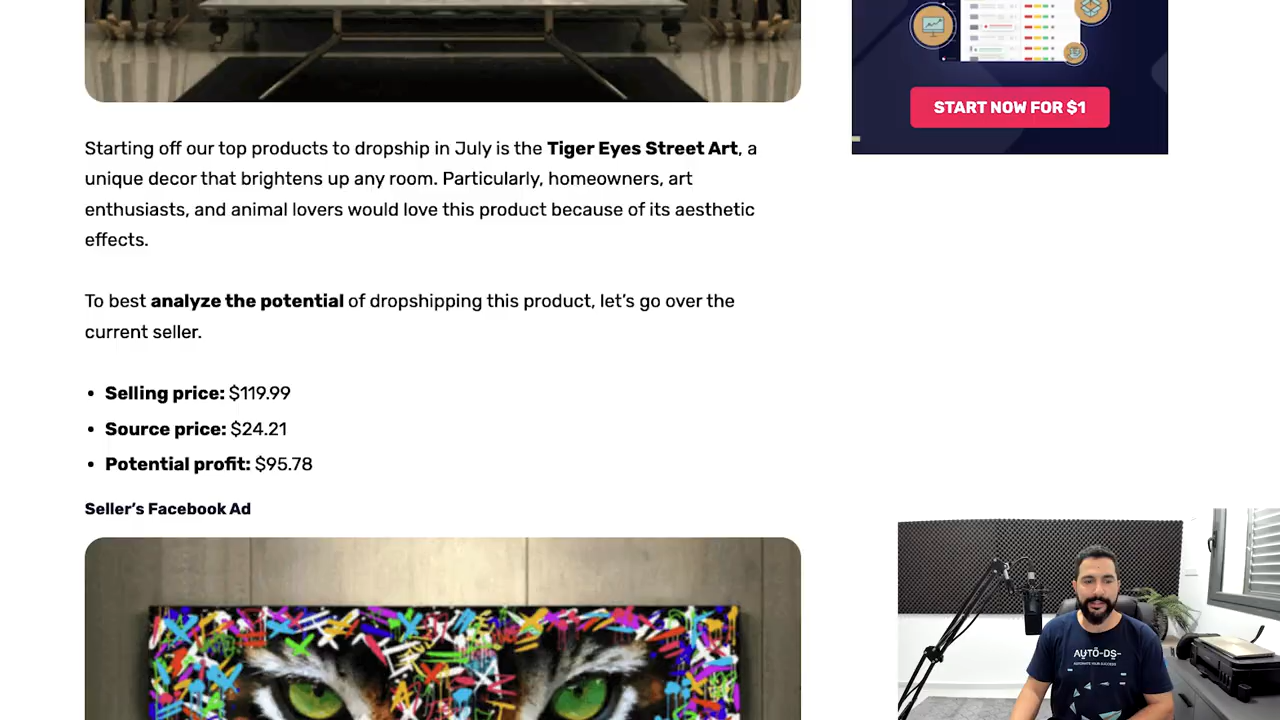 START NOW FOR $1
Starting off our top products to dropship in July is the Tiger Eyes Street Art, a
unique decor that brightens up any room. Particularly, homeowners, art
enthusiasts, and animal lovers would love this product because of its aesthetic
effects.
To best analyze the potential of dropshipping this product, let’s go over the
current seller.
• Selling price: $119.99
• Source price: $24.21
• Potential profit: $95.78
Seller’s Facebook Ad
AUTO-DS-
AUTOMATE YOUR SUCCESS